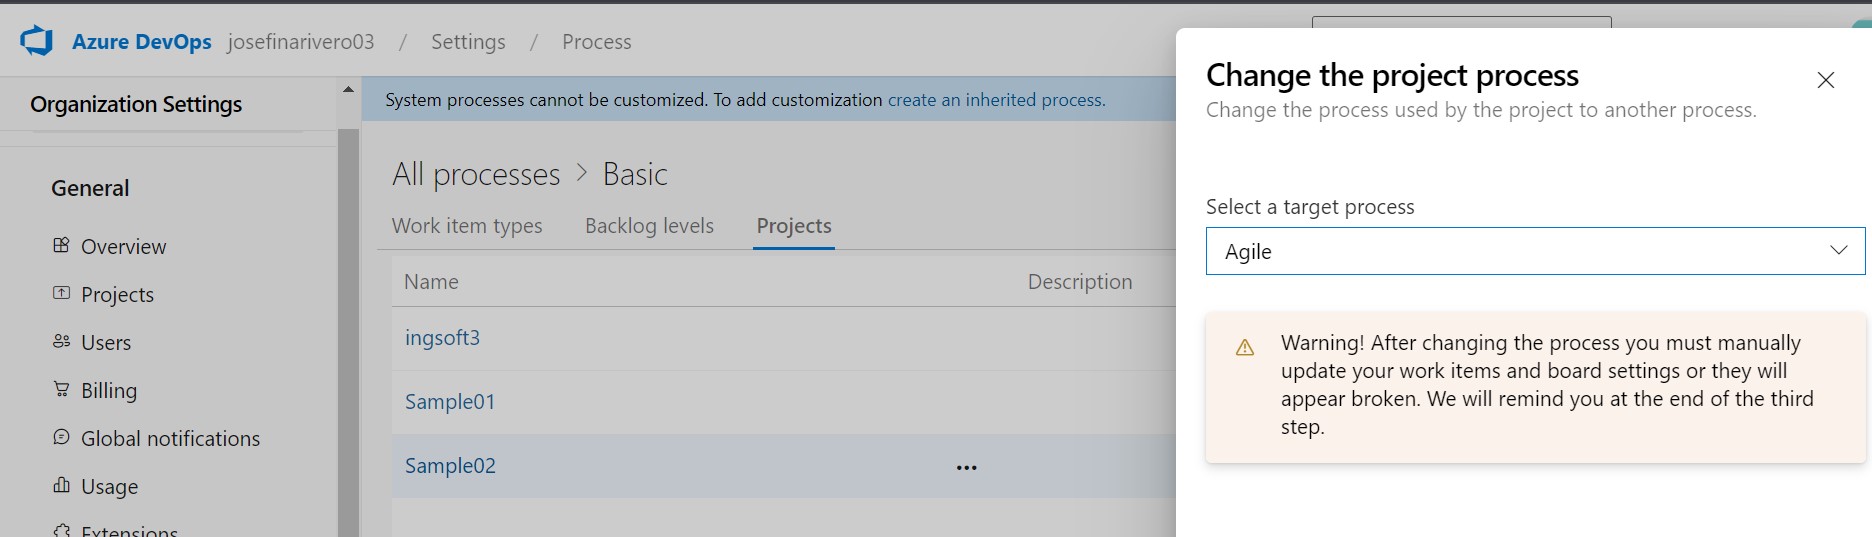 Azure DevOps josefinarivero03 / Settings / Process
Organization Settings
General
Overview
Projects
Users
Billing
Global notifications
Usage
Extensions
System processes cannot be customized. To add customization create an inherited process.
All processes > Basic
Work item types Backlog levels Projects
Name Description
ingsoft3
Sample01
Sample02 ...
Change the project process
Change the process used by the project to another process.
Select a target process
Agile
Warning! After changing the process you must manually
update your work items and board settings or they will
appear broken. We will remind you at the end of the third
step.